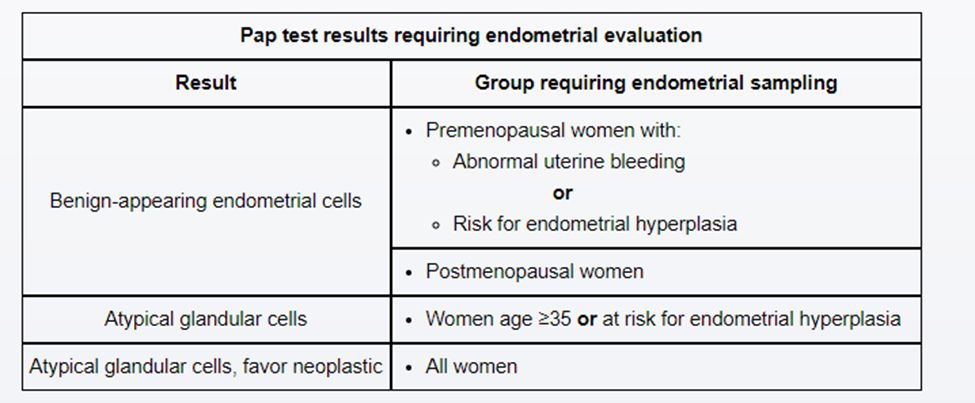 Pap test results requiring endometrial evaluation
Result
Group requiring endometrial sampling
Benign-appearing endometrial cells
• Premenopausal women with:
◦ Abnormal uterine bleeding
or
◦ Risk for endometrial hyperplasia
• Postmenopausal women
Atypical glandular cells
• Women age ≥35 or at risk for endometrial hyperplasia
Atypical glandular cells, favor neoplastic
• All women